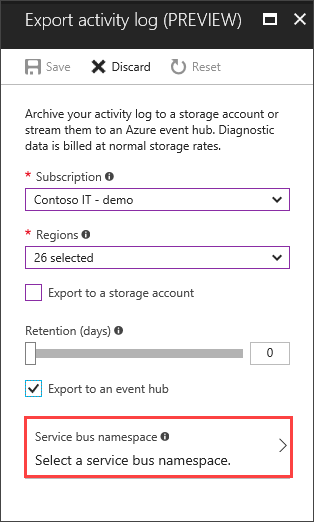 Export activity log (PREVIEW)
Save Discard Reset
Archive your activity log to a storage account or
stream them to an Azure event hub. Diagnostic
data is billed at normal storage rates.
* Subscription
Contoso IT - demo
* Regions
26 selected
Export to a storage account
Retention (days)
0
Export to an event hub
Service bus namespace
Select a service bus namespace.